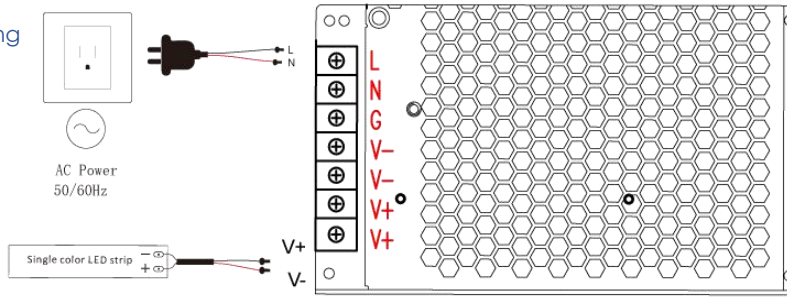 ng
L
N
AC Power
50/60Hz
Single color LED strip
−
+
V+
V-
L
N
G
V−
V−
V+
V+